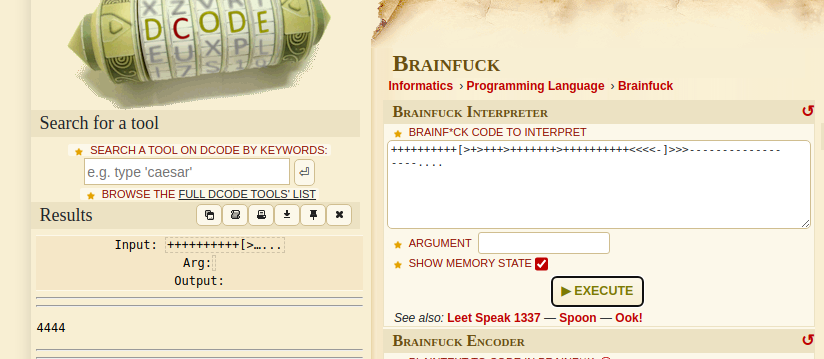 DCODE
Search for a tool
SEARCH A TOOL ON DCODE BY KEYWORDS:
e.g. type 'caesar'
BROWSE THE FULL DCODE TOOLS' LIST
Results
Input: ++++++++++[>…...
Arg:
Output:
4444
BRAINFUCK
Informatics › Programming Language › Brainfuck
BRAINFUCK INTERPRETER
BRAINF*CK CODE TO INTERPRET
++++++++++[>+>+++>+++++++>++++++++++<<<<-]>>>--------------
----....
ARGUMENT
SHOW MEMORY STATE
▶ EXECUTE
See also: Leet Speak 1337 — Spoon — Ook!
BRAINFUCK ENCODER